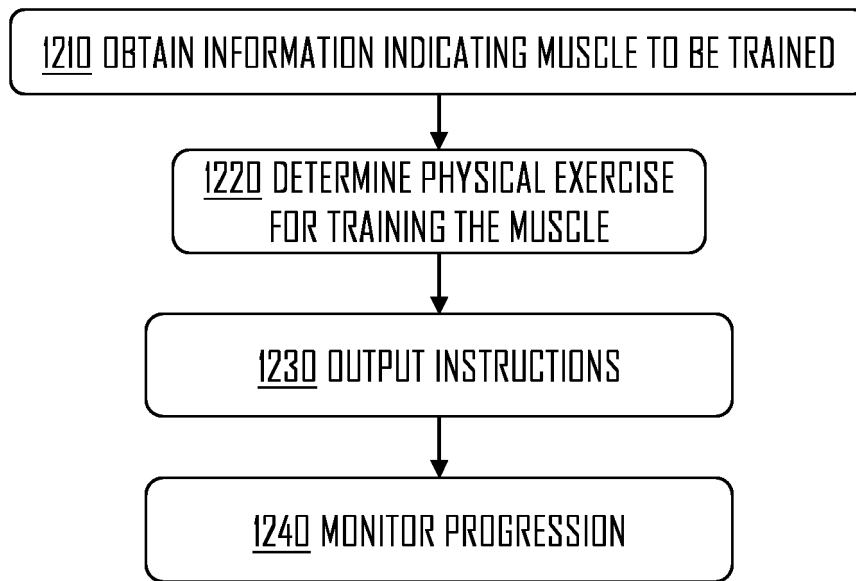 1210 OBTAIN INFORMATION INDICATING MUSCLE TO BE TRAINED
1220 DETERMINE PHYSICAL EXERCISE
FOR TRAINING THE MUSCLE
1230 OUTPUT INSTRUCTIONS
1240 MONITOR PROGRESSION